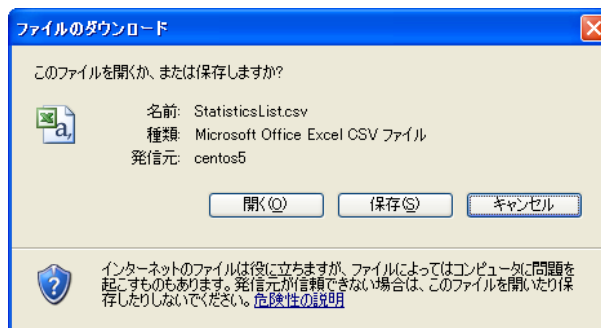 ファイルのダウンロード
このファイルを開くか、または保存しますか?
名前: StatisticsList.csv
種類: Microsoft Office Excel CSV ファイル
発信元: centos5
開く(O) 保存(S) キャンセル
インターネットのファイルは役に立ちますが、ファイルによってはコンピュータに問題を
起こすものもあります。発信元が信頼できない場合は、このファイルを開いたり保
存したりしないでください。危険性の説明